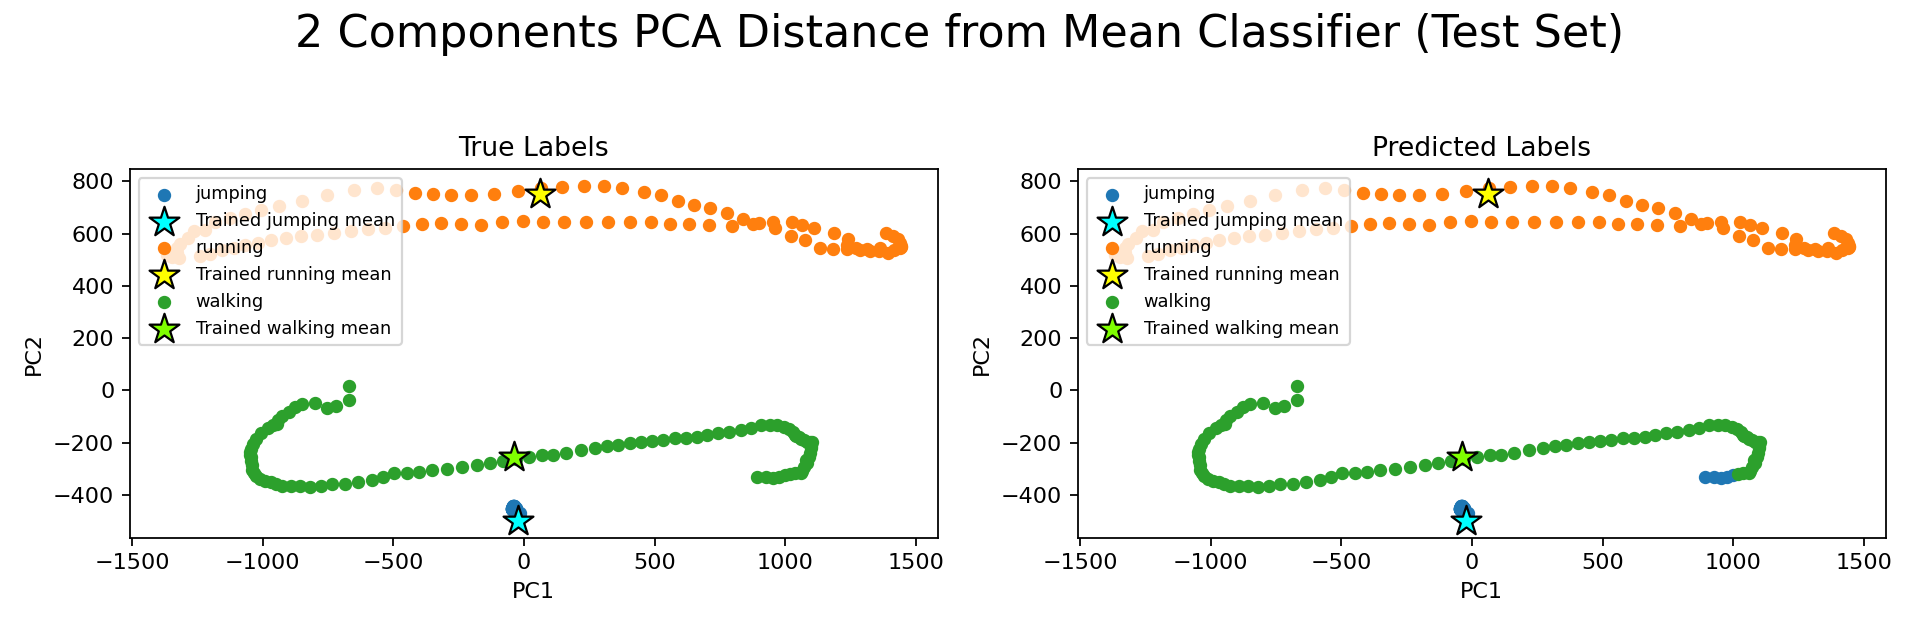 2 Components PCA Distance from Mean Classifier (Test Set)
True Labels
800
600
400
200
0
−200
−400
PC2
jumping
Trained jumping mean
running
Trained running mean
walking
Trained walking mean
−1500 −1000 −500 0 500 1000 1500
PC1
Predicted Labels
800
600
400
200
0
−200
−400
PC2
jumping
Trained jumping mean
running
Trained running mean
walking
Trained walking mean
−1500 −1000 −500 0 500 1000 1500
PC1